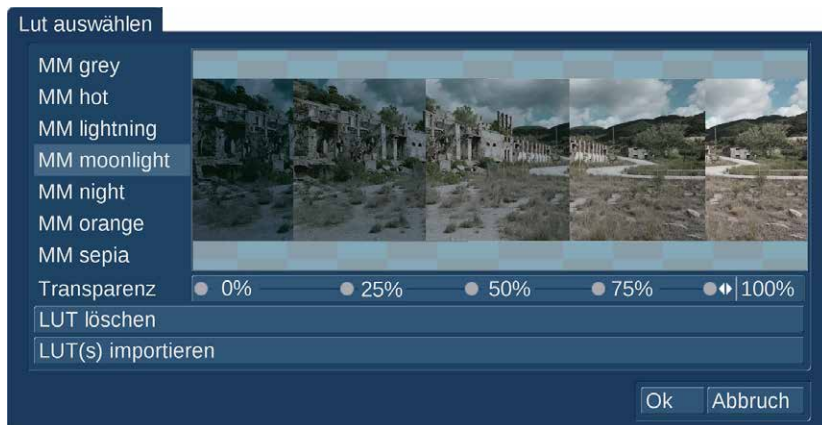 Lut auswählen
MM grey
MM hot
MM lightning
MM moonlight
MM night
MM orange
MM sepia
Transparenz 0% 25% 50% 75% 100%
LUT löschen
LUT(s) importieren
Ok Abbruch